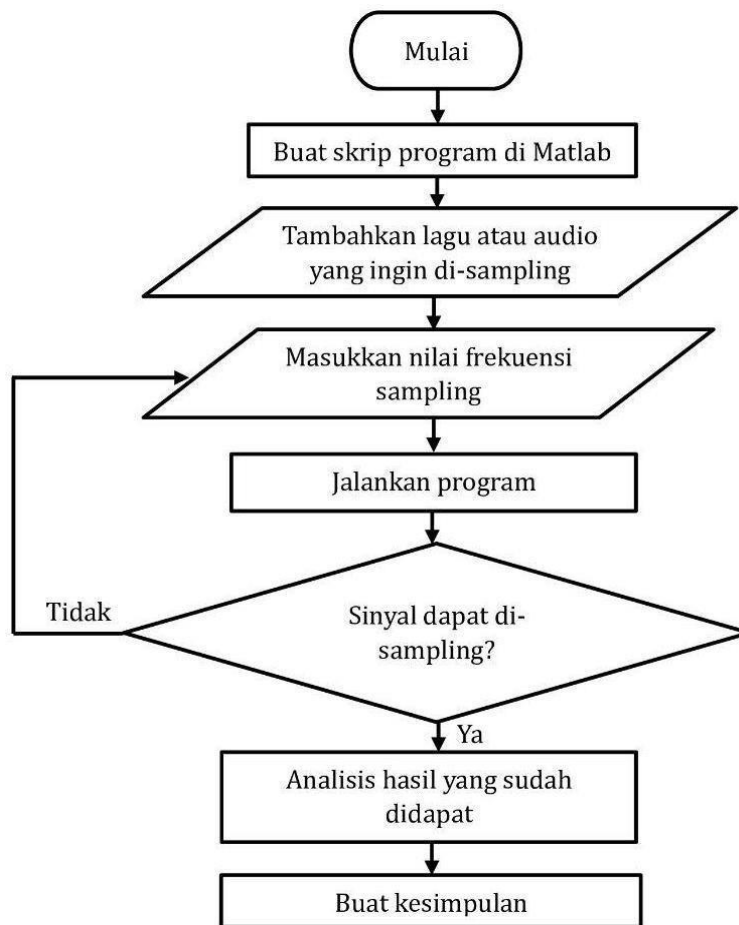 Mulai
Buat skrip program di Matlab
Tambahkan lagu atau audio
yang ingin di-sampling
Masukkan nilai frekuensi
sampling
Jalankan program
Tidak
Sinyal dapat di-
sampling?
Ya
Analisis hasil yang sudah
didapat
Buat kesimpulan